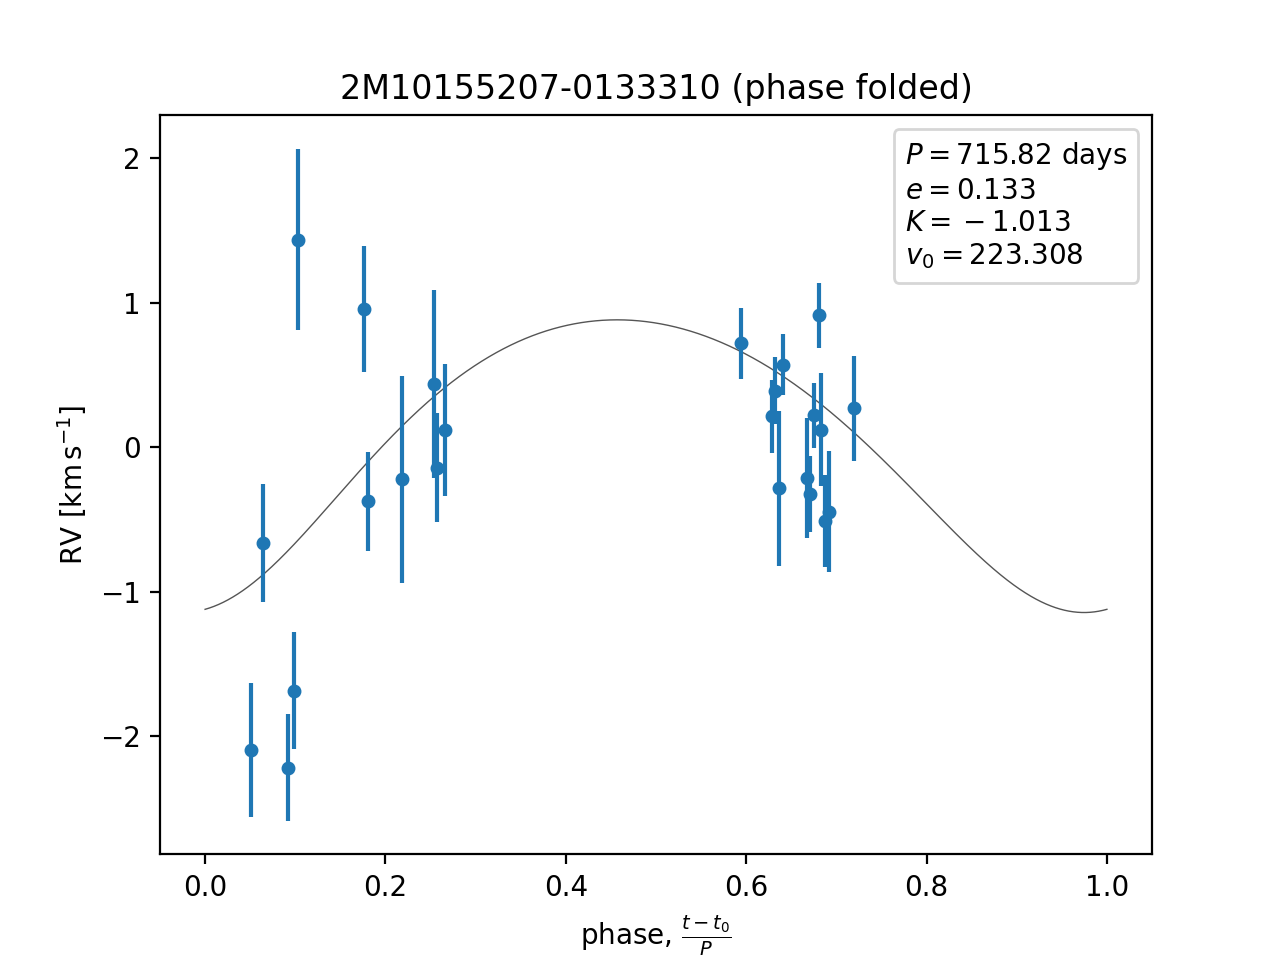 2M10155207-0133310 (phase folded)
P = 715.82 days
e = 0.133
K = −1.013
v₀ = 223.308
RV [km s⁻¹]
2
1
0
−1
−2
0.0 0.2 0.4 0.6 0.8 1.0
phase, (t − t₀)/P